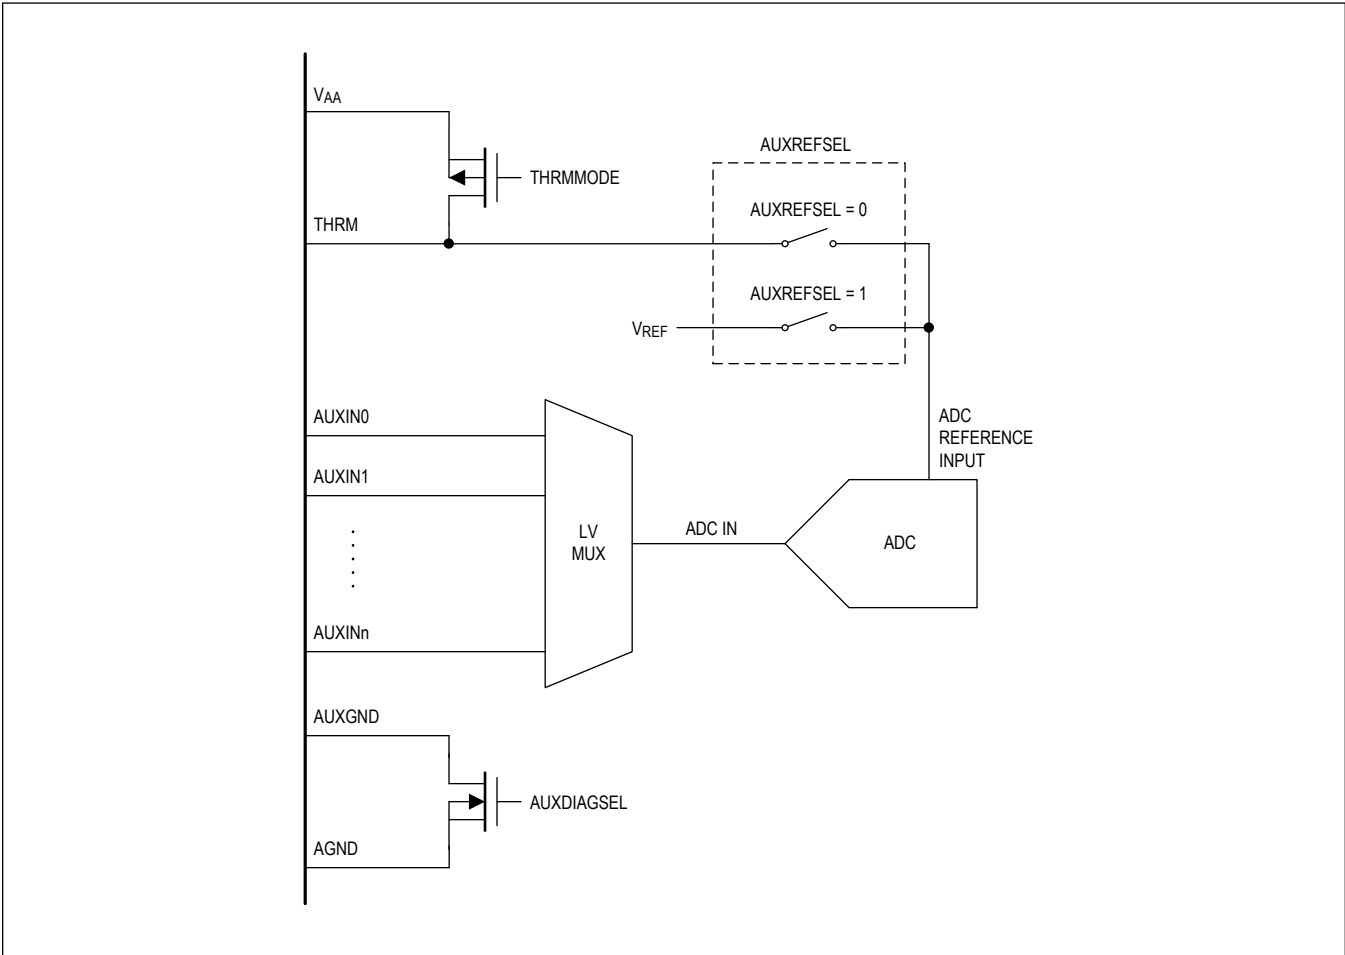 VAA
AUXREFSEL
THRMMODE
AUXREFSEL = 0
THRM
AUXREFSEL = 1
VREF
AUXIN0
ADC
REFERENCE
INPUT
AUXIN1
LV
MUX
ADC IN
ADC
AUXINn
AUXGND
AUXDIAGSEL
AGND